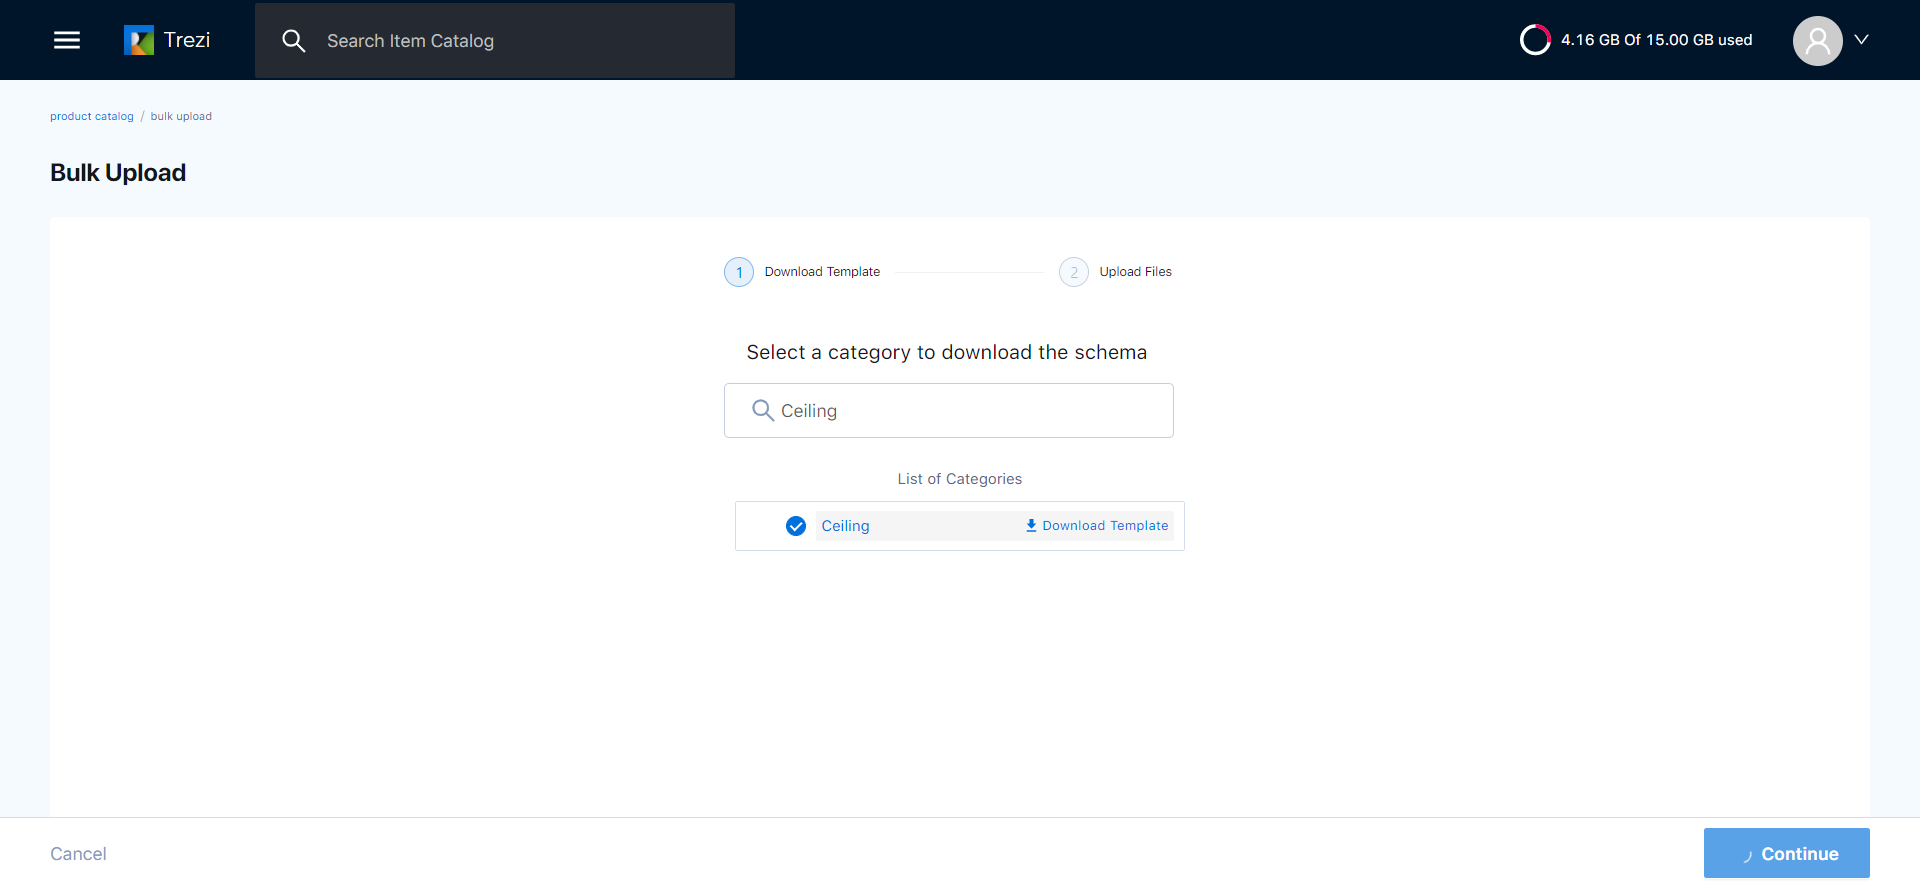 Trezi
Search Item Catalog
4.16 GB Of 15.00 GB used
product catalog / bulk upload
Bulk Upload
1 Download Template
2 Upload Files
Select a category to download the schema
Ceiling
List of Categories
Ceiling Download Template
Cancel
Continue